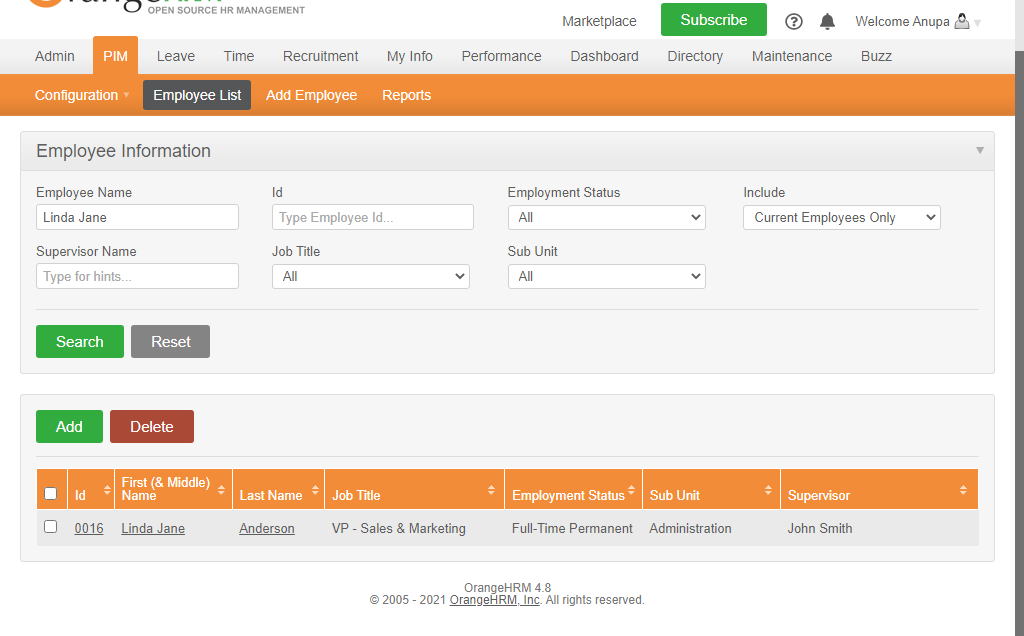 OPEN SOURCE HR MANAGEMENT
Marketplace Subscribe Welcome Anupa
Admin PIM Leave Time Recruitment My Info Performance Dashboard Directory Maintenance Buzz
Configuration Employee List Add Employee Reports
Employee Information
Employee Name Id Employment Status Include
Linda Jane Type Employee Id... All Current Employees Only
Supervisor Name Job Title Sub Unit
Type for hints... All All
Search Reset
Add Delete
Id First (& Middle) Name Last Name Job Title Employment Status Sub Unit Supervisor
0016 Linda Jane Anderson VP - Sales & Marketing Full-Time Permanent Administration John Smith
OrangeHRM 4.8
© 2005 - 2021 OrangeHRM, Inc. All rights reserved.